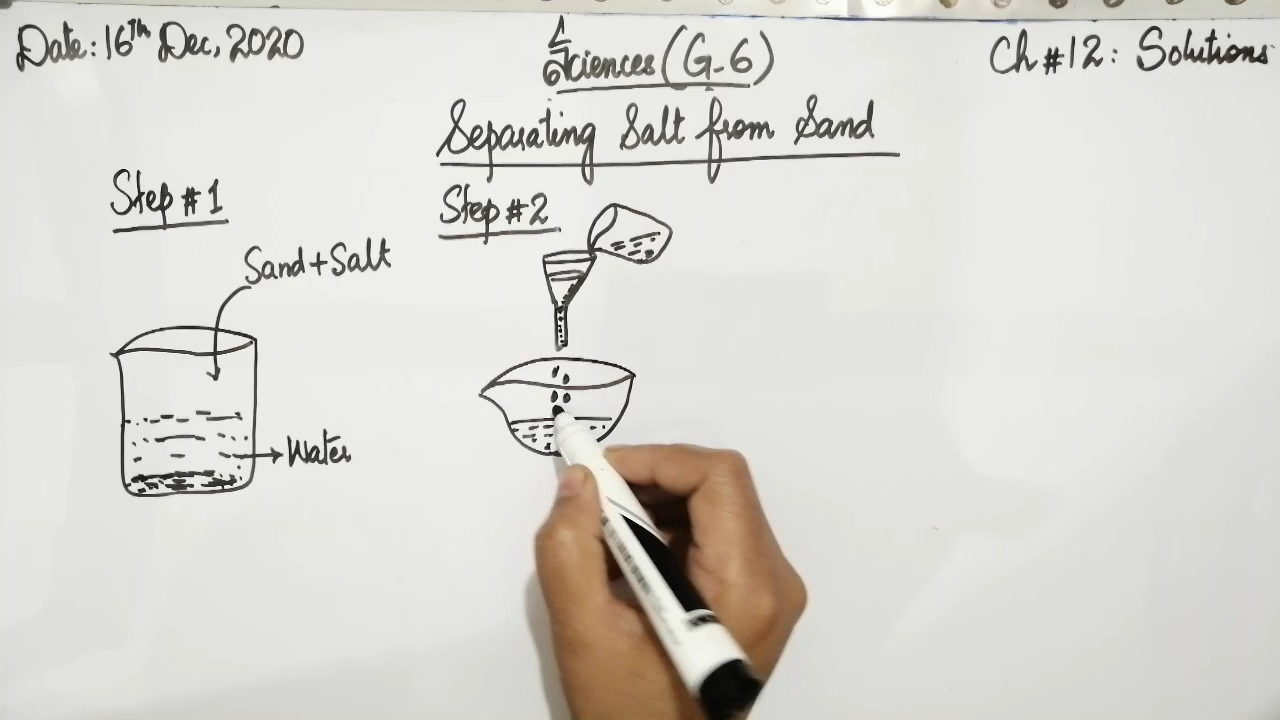 Date: 16th Dec, 2020
Sciences (G-6)
Ch #12: Solutions
Separating Salt from Sand
Step #1
Step #2
Sand+Salt
Water